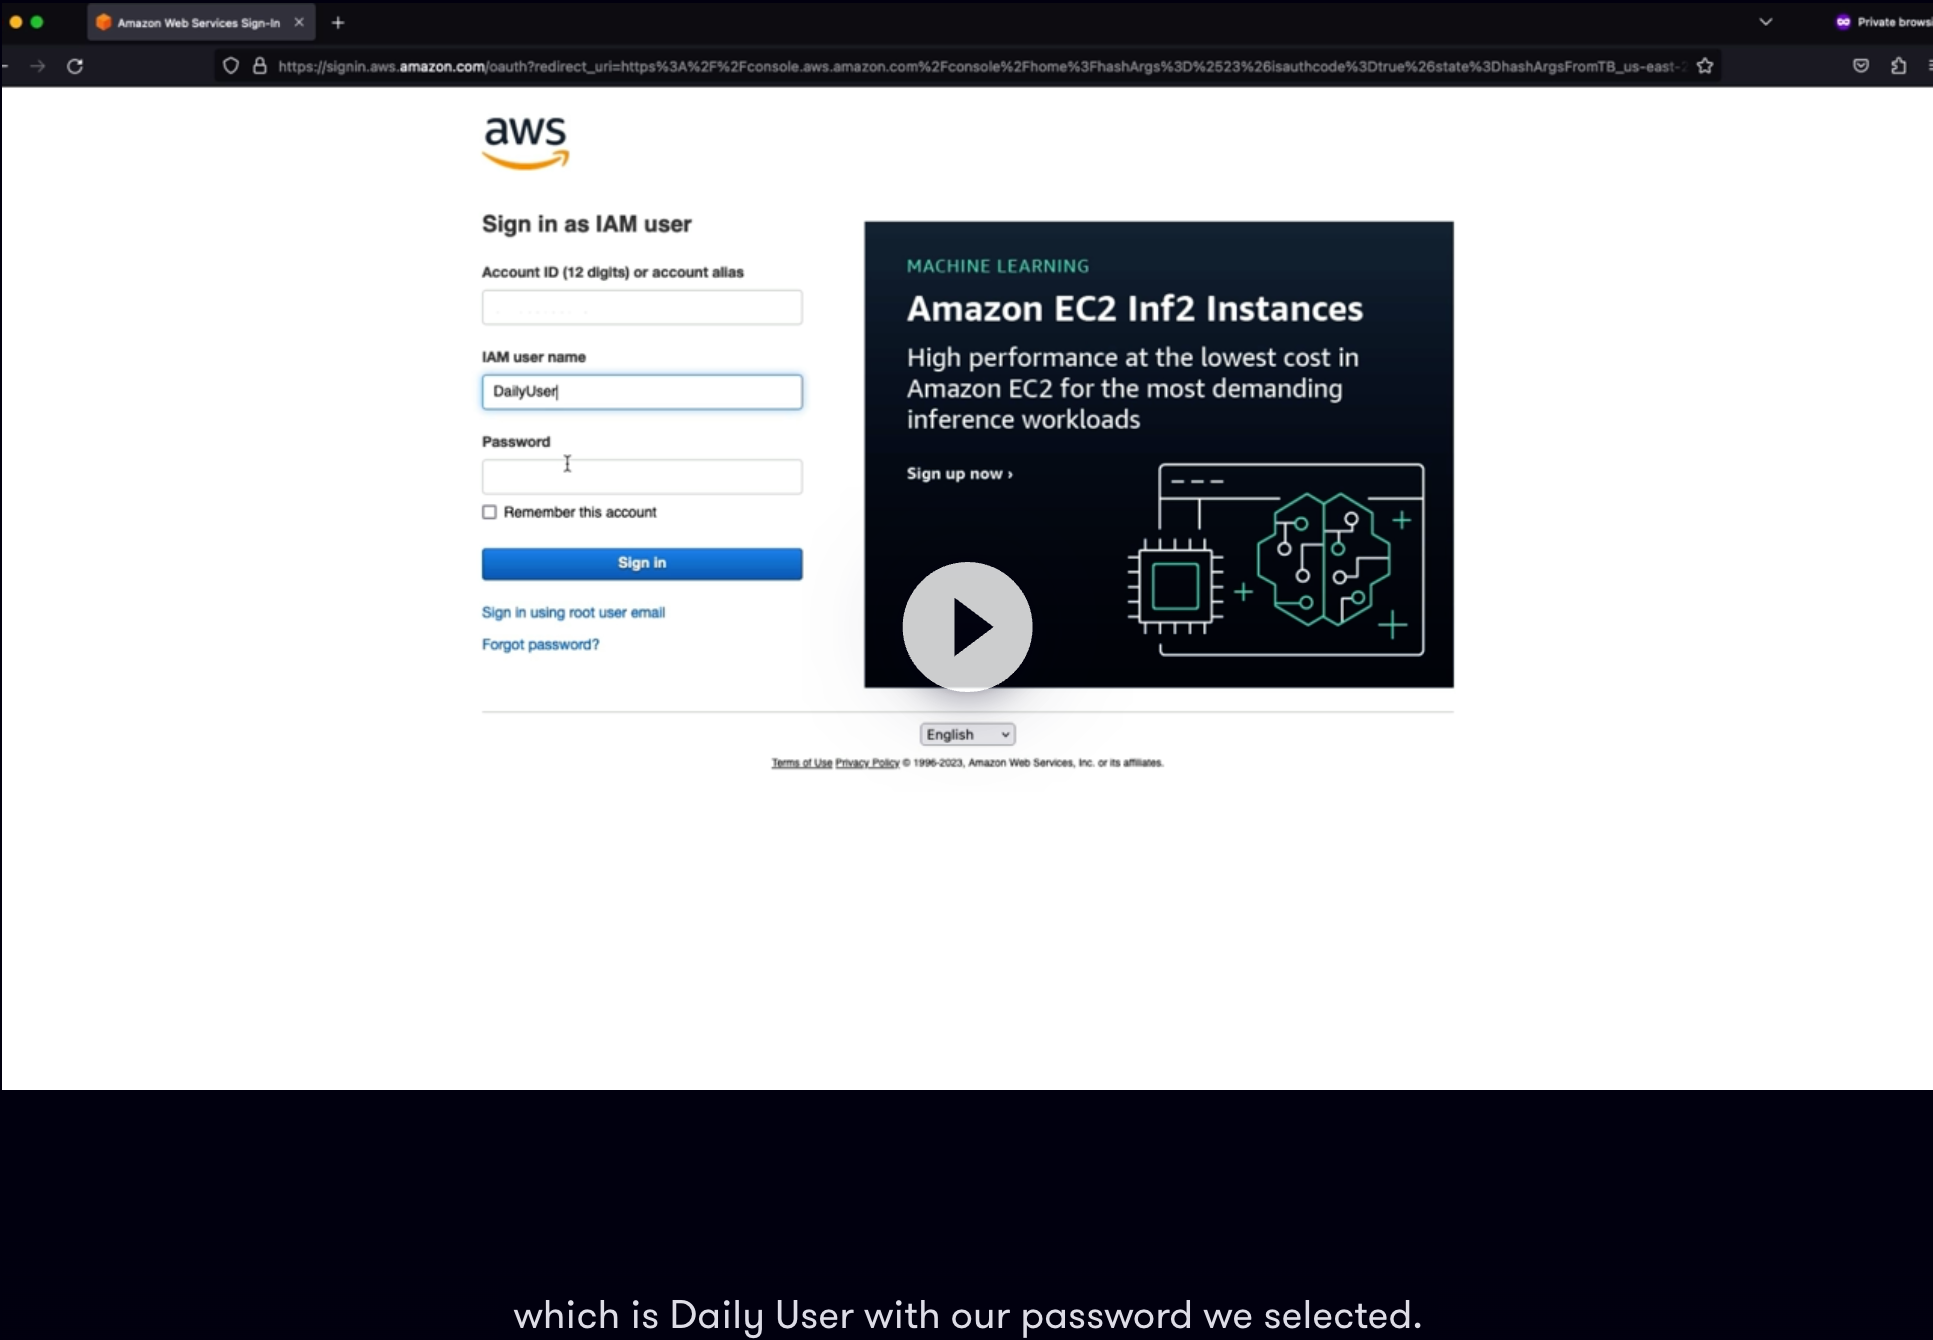 Amazon Web Services Sign-In
https://signin.aws.amazon.com/oauth?redirect_uri=https%3A%2F%2Fconsole.aws.amazon.com%2Fconsole%2Fhome%3FhashArgs%3D%2523%26isauthcode%3Dtrue%26state%3DhashArgsFromTB_us-east-
aws
Sign in as IAM user
Account ID (12 digits) or account alias
IAM user name
DailyUser
Password
Remember this account
Sign in
Sign in using root user email
Forgot password?
MACHINE LEARNING
Amazon EC2 Inf2 Instances
High performance at the lowest cost in
Amazon EC2 for the most demanding
inference workloads
Sign up now ›
English
Terms of Use Privacy Policy © 1996-2023, Amazon Web Services, Inc. or its affiliates.
which is Daily User with our password we selected.